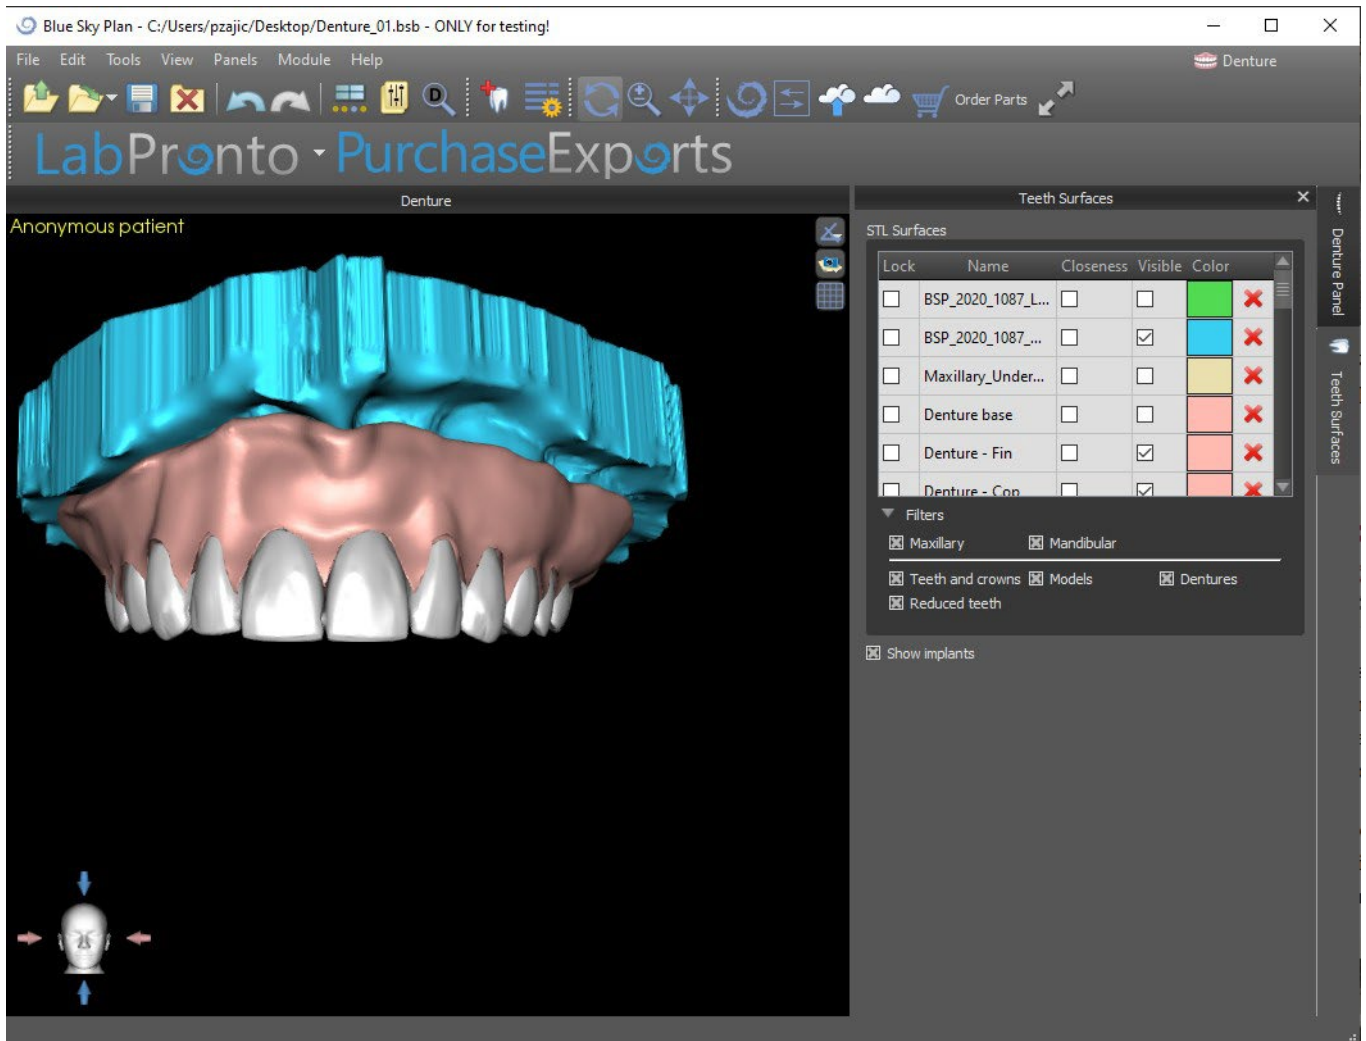 Blue Sky Plan - C:/Users/pzajic/Desktop/Denture_01.bsb - ONLY for testing!
File Edit Tools View Panels Module Help
Denture
D
Order Parts
LabPronto - PurchaseExports
Denture
Anonymous patient
Teeth Surfaces
STL Surfaces
Lock Name Closeness Visible Color
BSP_2020_1087_L...
BSP_2020_1087_...
Maxillary_Under...
Denture base
Denture - Fin
Denture - Cop
Filters
Maxillary Mandibular
Teeth and crowns Models Dentures
Reduced teeth
Show implants
Denture Panel
Teeth Surfaces